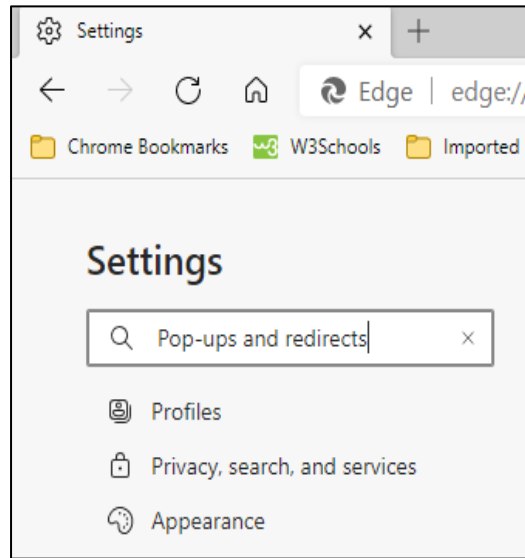 Settings
Edge | edge://
Chrome Bookmarks W3Schools Imported
Settings
Pop-ups and redirects
Profiles
Privacy, search, and services
Appearance